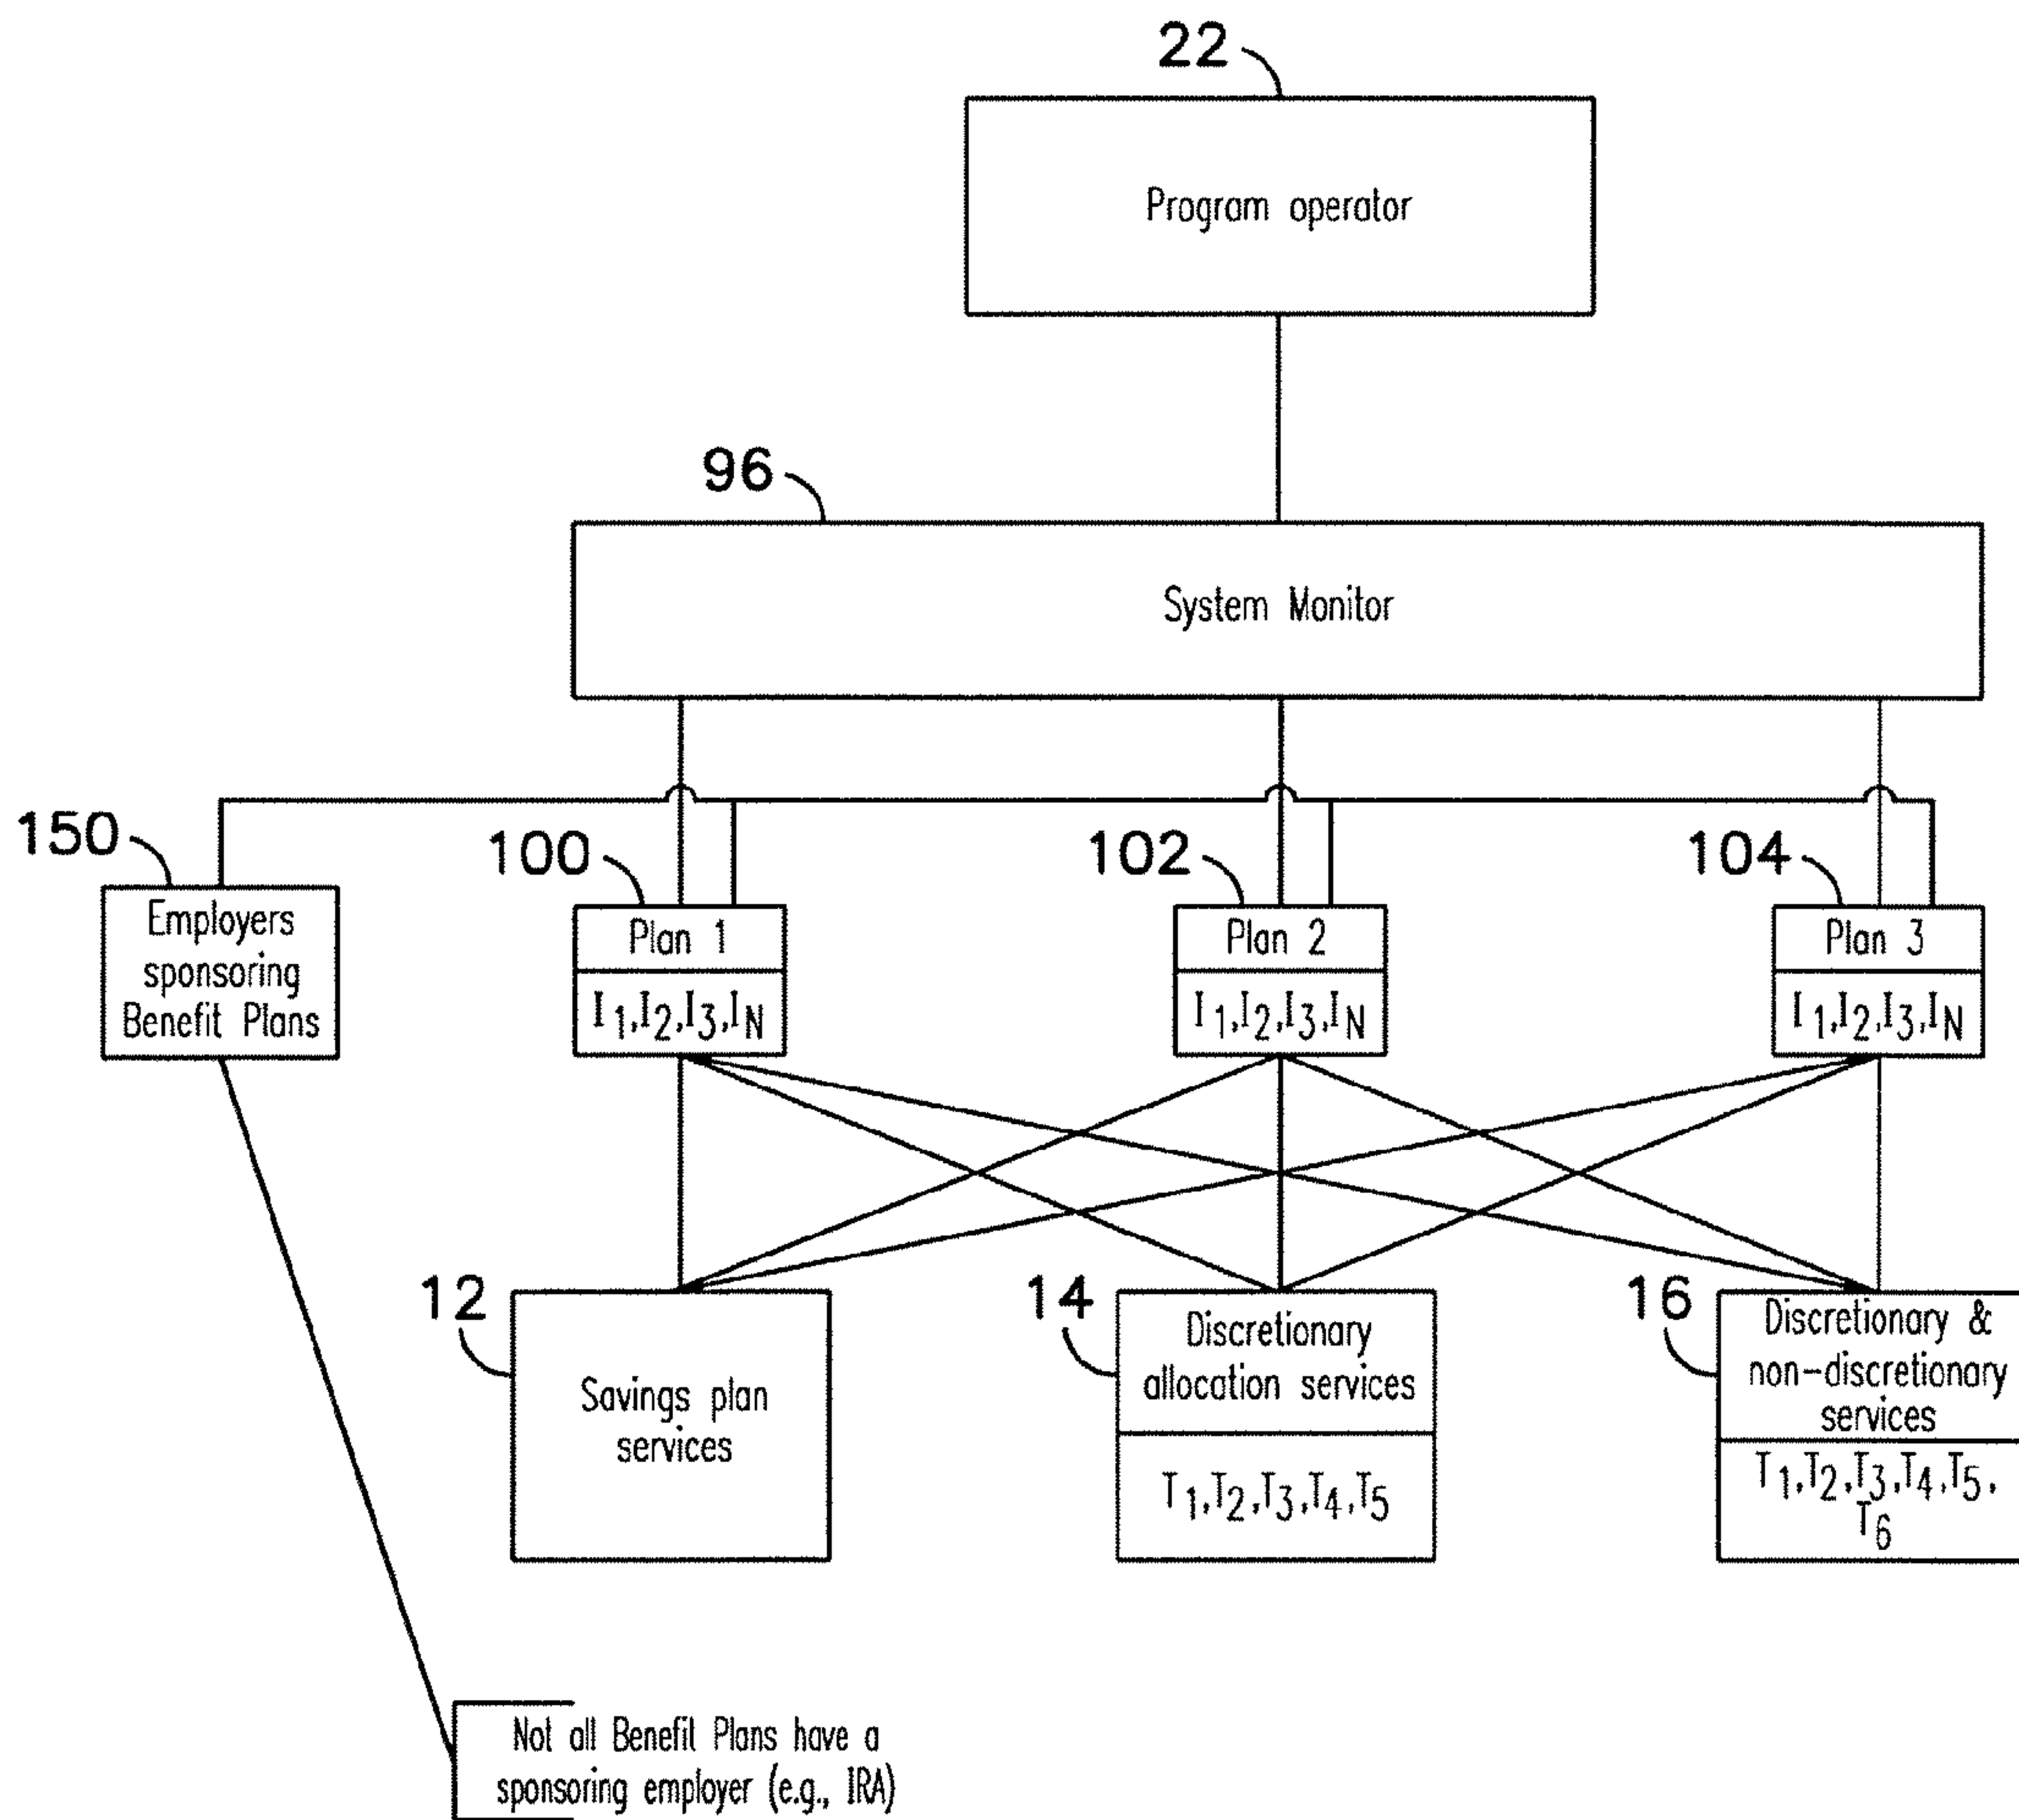 22
Program operator
96
System Monitor
150
100
102
104
Employers
sponsoring
Benefit Plans
Plan 1
I1,I2,I3,IN
Plan 2
I1,I2,I3,IN
Plan 3
I1,I2,I3,IN
12
Savings plan
services
14
Discretionary
allocation services
T1,T2,T3,T4,T5
16
Discretionary &
non-discretionary
services
T1,T2,T3,T4,T5,
T6
Not all Benefit Plans have a
sponsoring employer (e.g., IRA)